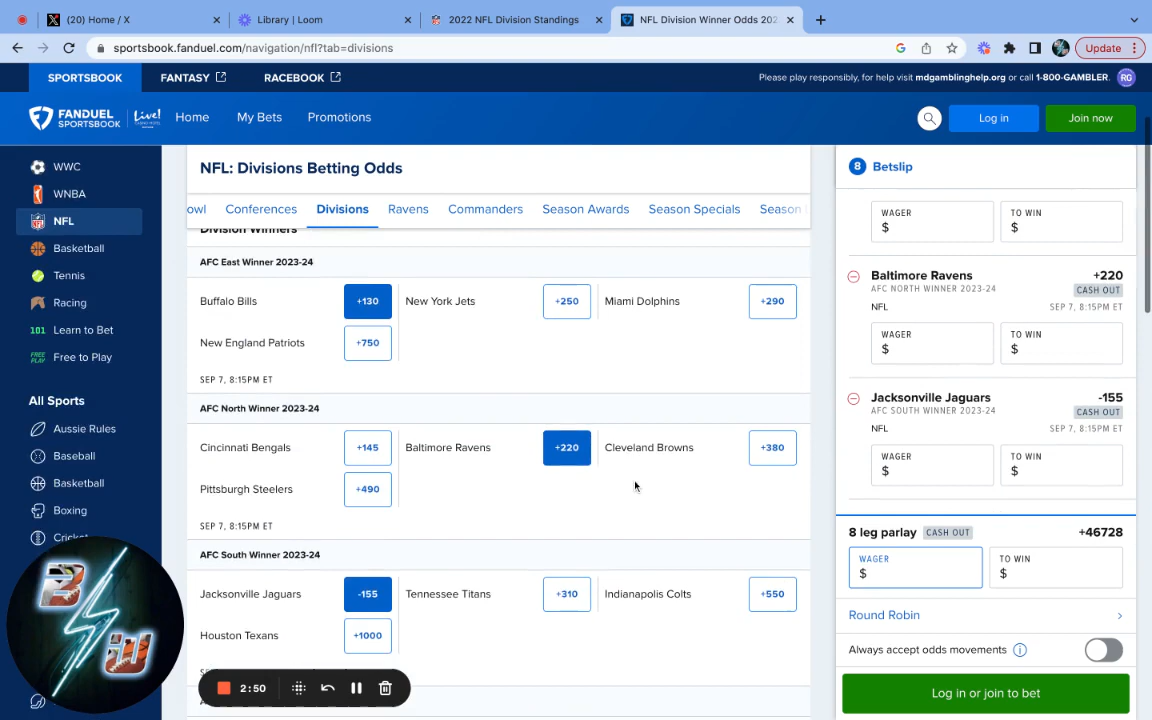 (20) Home / X
Library | Loom
2022 NFL Division Standings
NFL Division Winner Odds 202
sportsbook.fanduel.com/navigation/nfl?tab=divisions
Update
SPORTSBOOK
FANTASY
RACEBOOK
Please play responsibly, for help visit mdgamblinghelp.org or call 1-800-GAMBLER.
RG
FANDUEL
SPORTSBOOK
Live!
Home
My Bets
Promotions
Log in
Join now
WWC
WNBA
NFL
Basketball
Tennis
Racing
101
Learn to Bet
FREE
PLAY
Free to Play
All Sports
Aussie Rules
Baseball
Basketball
Boxing
NFL: Divisions Betting Odds
owl
Conferences
Divisions
Ravens
Commanders
Season Awards
Season Specials
Season
Division Winners
AFC East Winner 2023-24
Buffalo Bills
+130
New York Jets
+250
Miami Dolphins
+290
New England Patriots
+750
SEP 7, 8:15PM ET
AFC North Winner 2023-24
Cincinnati Bengals
+145
Baltimore Ravens
+220
Cleveland Browns
+380
Pittsburgh Steelers
+490
SEP 7, 8:15PM ET
AFC South Winner 2023-24
Jacksonville Jaguars
-155
Tennessee Titans
+310
Indianapolis Colts
+550
Houston Texans
+1000
2:50
8
Betslip
WAGER
$
TO WIN
$
Baltimore Ravens
+220
AFC NORTH WINNER 2023-24
CASH OUT
NFL
SEP 7, 8:15PM ET
WAGER
$
TO WIN
$
Jacksonville Jaguars
-155
AFC SOUTH WINNER 2023-24
CASH OUT
NFL
SEP 7, 8:15PM ET
WAGER
$
TO WIN
$
8 leg parlay
CASH OUT
+46728
WAGER
$
TO WIN
$
Round Robin
Always accept odds movements
Log in or join to bet